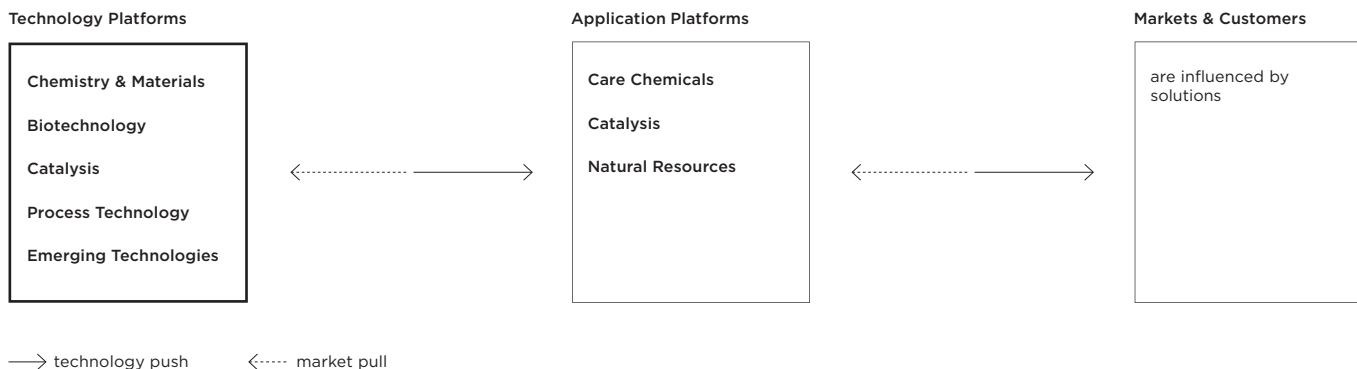 Technology Platforms
Chemistry & Materials
Biotechnology
Catalysis
Process Technology
Emerging Technologies
Application Platforms
Care Chemicals
Catalysis
Natural Resources
Markets & Customers
are influenced by
solutions
technology push
market pull